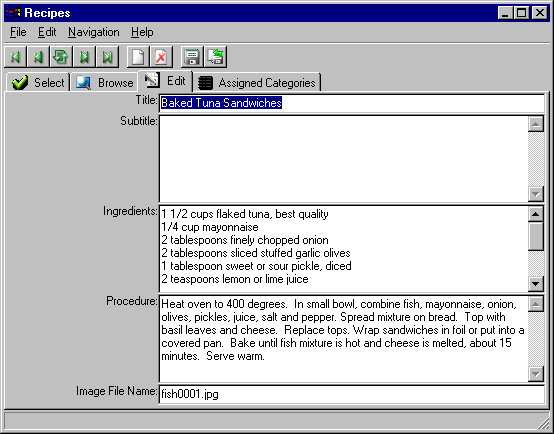 Recipes
File Edit Navigation Help
Select Browse Edit Assigned Categories
Title: Baked Tuna Sandwiches
Subtitle:
Ingredients: 1 1/2 cups flaked tuna, best quality
1/4 cup mayonnaise
2 tablespoons finely chopped onion
2 tablespoons sliced stuffed garlic olives
1 tablespoon sweet or sour pickle, diced
2 teaspoons lemon or lime juice
Procedure: Heat oven to 400 degrees.  In small bowl, combine fish, mayonnaise, onion,
olives, pickles, juice, salt and pepper. Spread mixture on bread.  Top with
basil leaves and cheese.  Replace tops. Wrap sandwiches in foil or put into a
covered pan.  Bake until fish mixture is hot and cheese is melted, about 15
minutes.  Serve warm.
Image File Name: fish0001.jpg